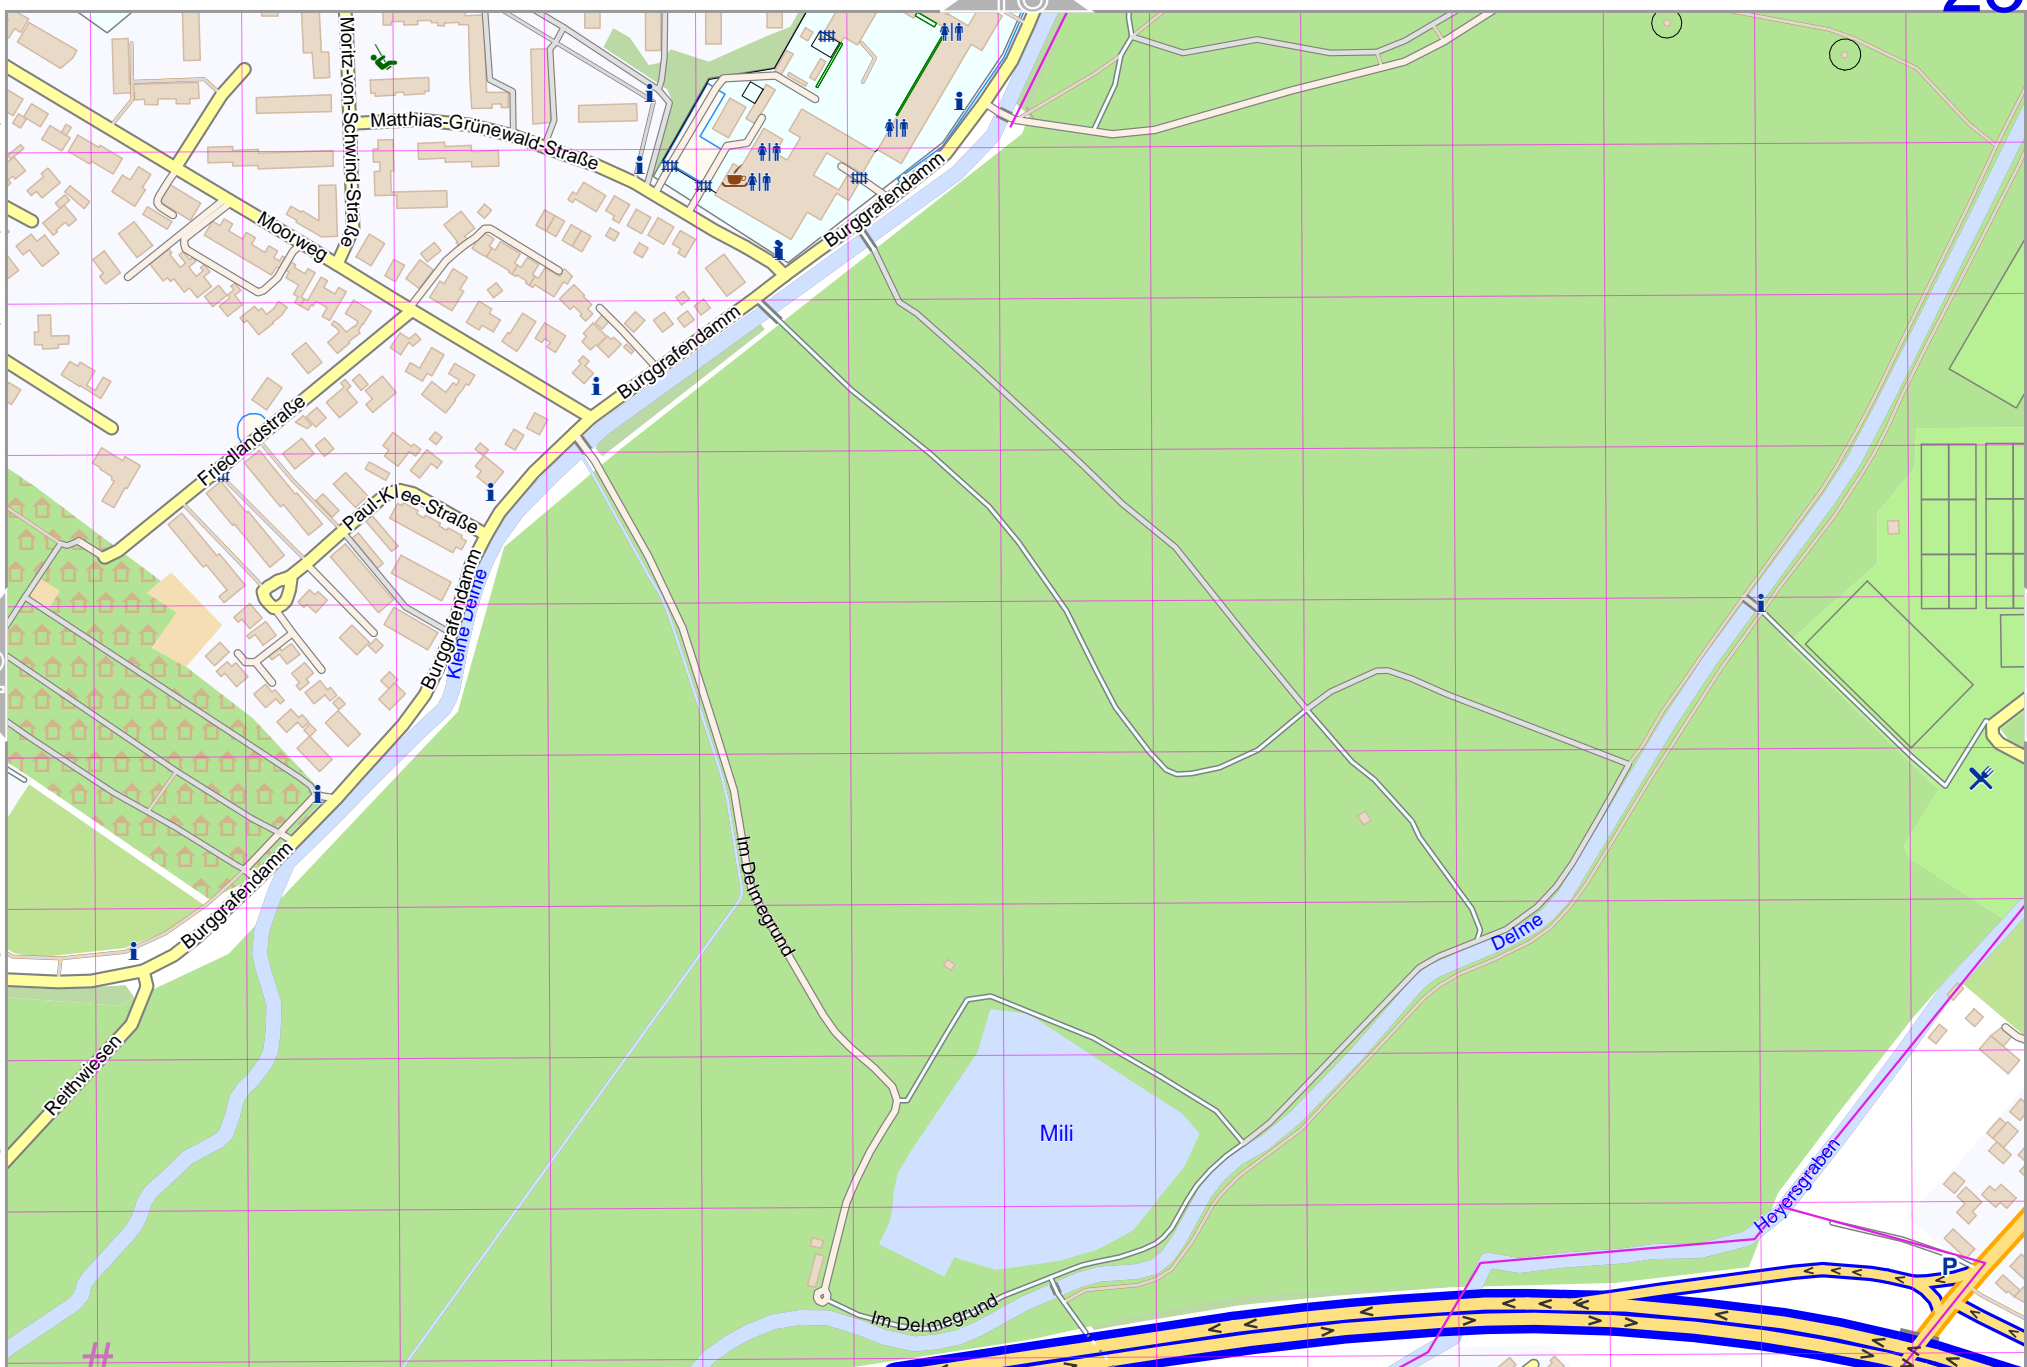 Moritz-von-Schwind-Straße
Matthias-Grünewald-Straße
Moorweg
Burggrafendamm
Burggrafendamm
Friedlandstraße
Paul-Klee-Straße
Burggrafendamm
Kleine Delme
Burggrafendamm
Im Delmegrund
Delme
Reithwiesen
Mili
Hoyersgraben
P
Im Delmegrund
#